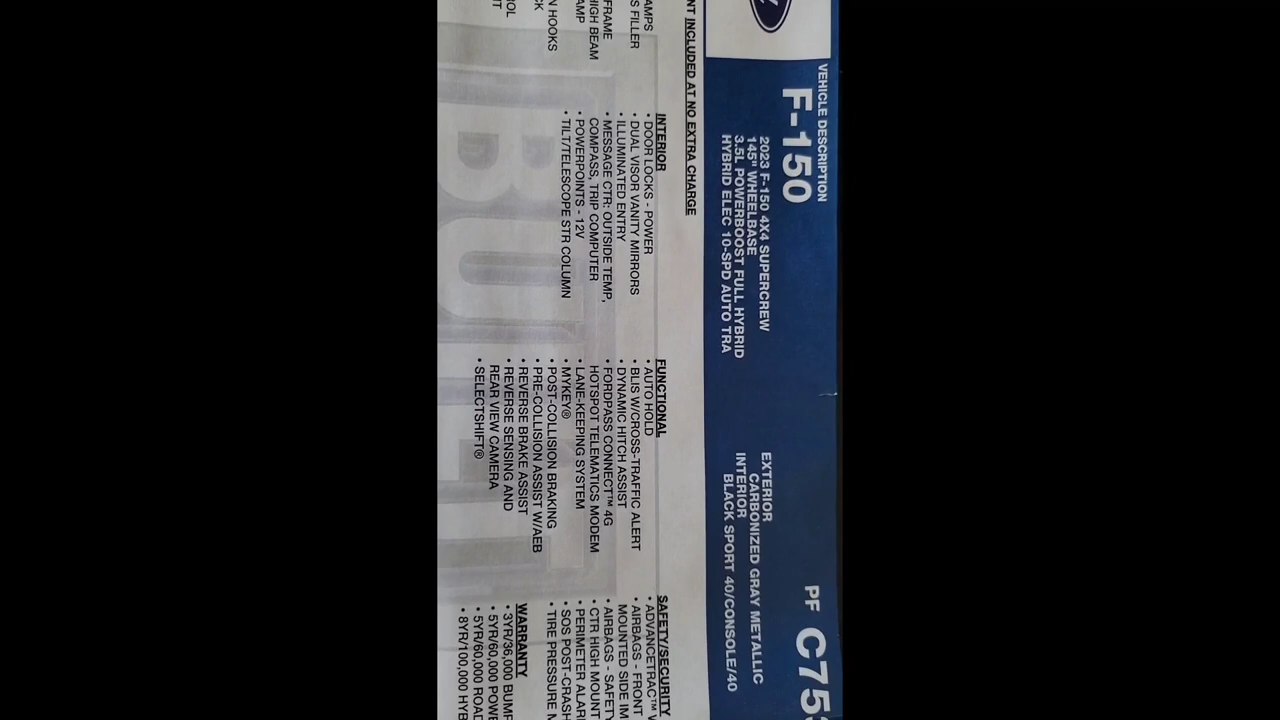 VEHICLE DESCRIPTION
F-150
2023 F-150 4X4 SUPERCREW
145" WHEELBASE
3.5L POWERBOOST FULL HYBRID
HYBRID ELEC 10-SPD AUTO TRA
EXTERIOR
CARBONIZED GRAY METALLIC
INTERIOR
BLACK SPORT 40/CONSOLE/40
PF C75
INCLUDED AT NO EXTRA CHARGE
FILLER
FRAME
HIGH BEAM
HOOKS
INTERIOR
• DOOR LOCKS - POWER
• DUAL VISOR VANITY MIRRORS
• ILLUMINATED ENTRY
• MESSAGE CTR: OUTSIDE TEMP,
COMPASS, TRIP COMPUTER
• POWERPOINTS - 12V
• TILT/TELESCOPE STR COLUMN
FUNCTIONAL
• AUTO HOLD
• BLIS W/CROSS-TRAFFIC ALERT
• DYNAMIC HITCH ASSIST
• FORDPASS CONNECT™ 4G
HOTSPOT TELEMATICS MODEM
• LANE-KEEPING SYSTEM
• MYKEY®
• POST-COLLISION BRAKING
• PRE-COLLISION ASSIST W/AEB
• REVERSE BRAKE ASSIST
• REVERSE SENSING AND
REAR VIEW CAMERA
• SELECTSHIFT®
SAFETY/SECURITY
• ADVANCETRAC™
• AIRBAGS - FRONT
MOUNTED SIDE IM
• AIRBAGS - SAFETY
• CTR HIGH MOUNT
• PERIMETER ALAR
• SOS POST-CRASH
• TIRE PRESSURE
WARRANTY
• 3YR/36,000 BUMP
• 5YR/60,000 POWE
• 5YR/60,000 ROAD
• 8YR/100,000 HYB
BUILT